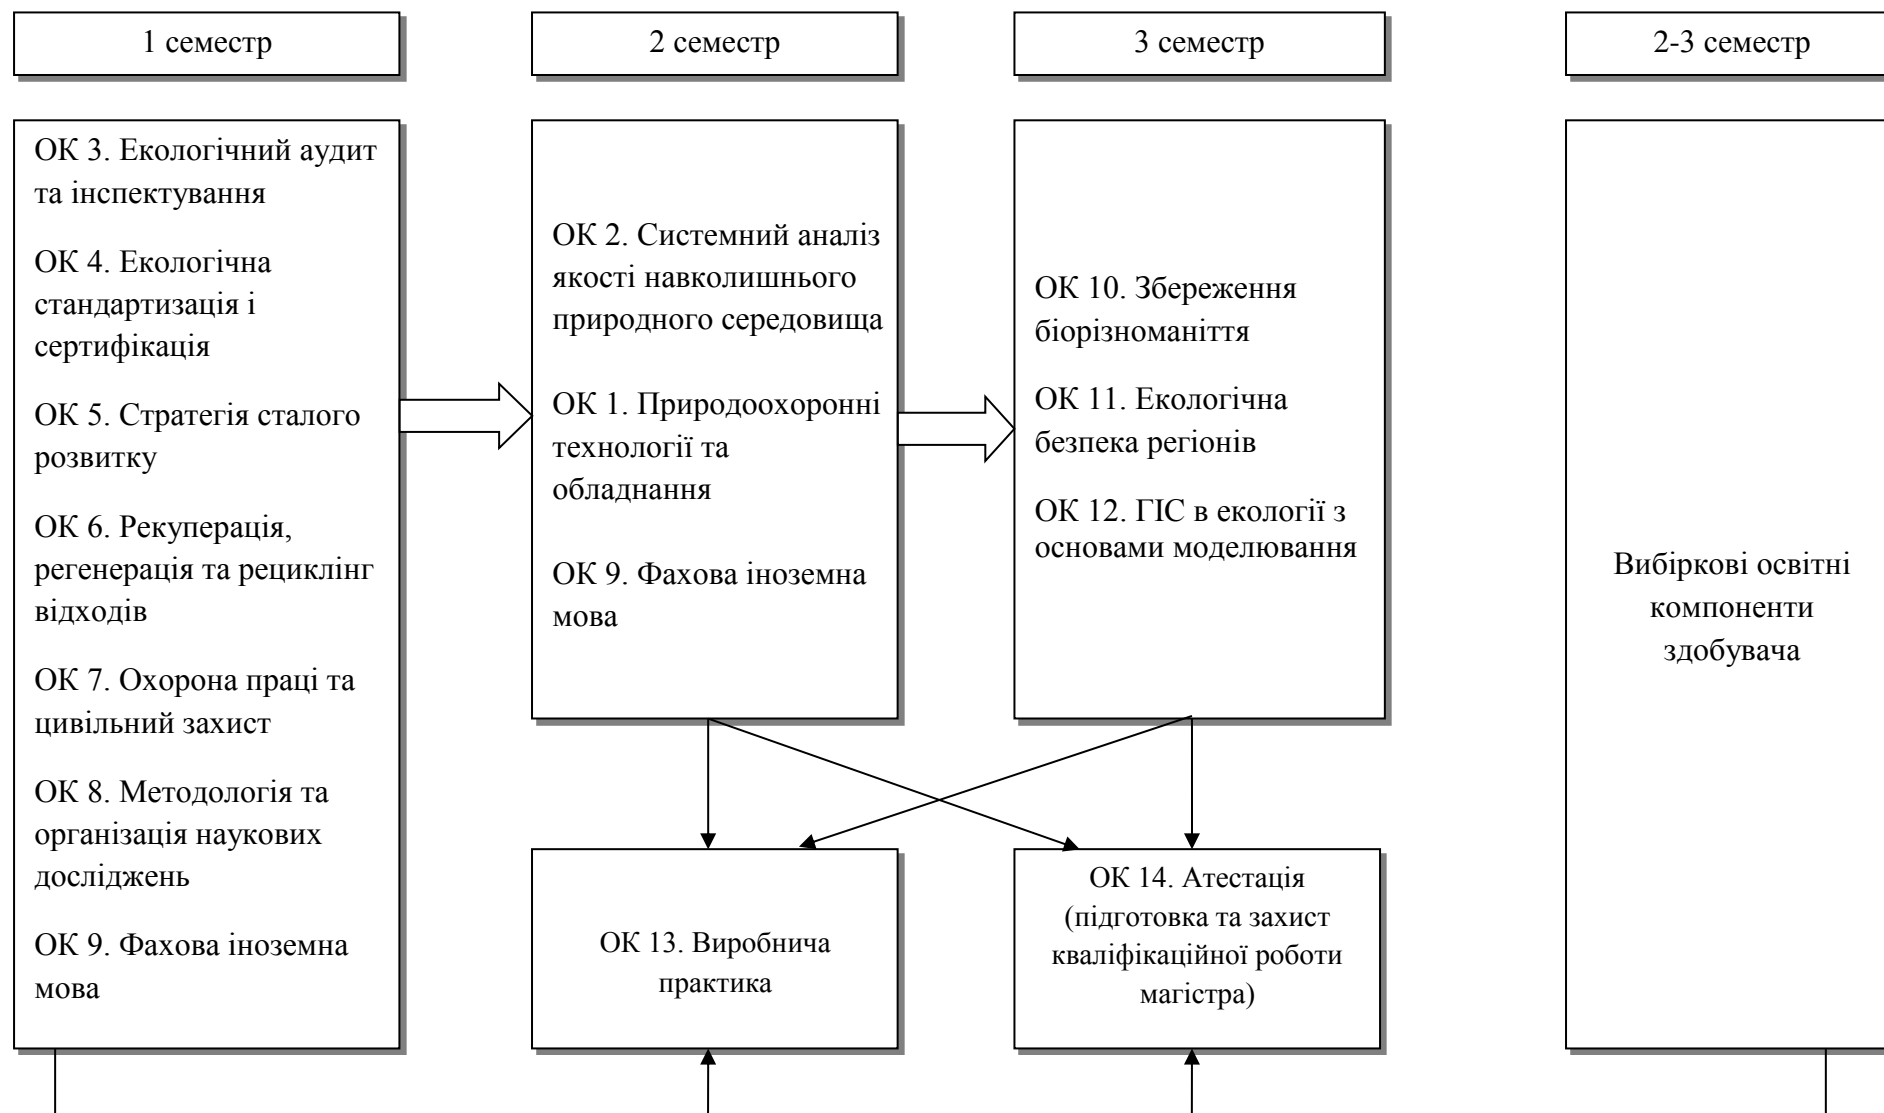 1 семестр
2 семестр
3 семестр
2-3 семестр
ОК 3. Екологічний аудит
та інспектування
ОК 4. Екологічна
стандартизація і
сертифікація
ОК 5. Стратегія сталого
розвитку
ОК 6. Рекуперація,
регенерація та рециклінг
відходів
ОК 7. Охорона праці та
цивільний захист
ОК 8. Методологія та
організація наукових
досліджень
ОК 9. Фахова іноземна
мова
ОК 2. Системний аналіз
якості навколишнього
природного середовища
ОК 1. Природоохоронні
технології та
обладнання
ОК 9. Фахова іноземна
мова
ОК 10. Збереження
біорізноманіття
ОК 11. Екологічна
безпека регіонів
ОК 12. ГІС в екології з
основами моделювання
Вибіркові освітні
компоненти
здобувача
ОК 13. Виробнича
практика
ОК 14. Атестація
(підготовка та захист
кваліфікаційної роботи
магістра)